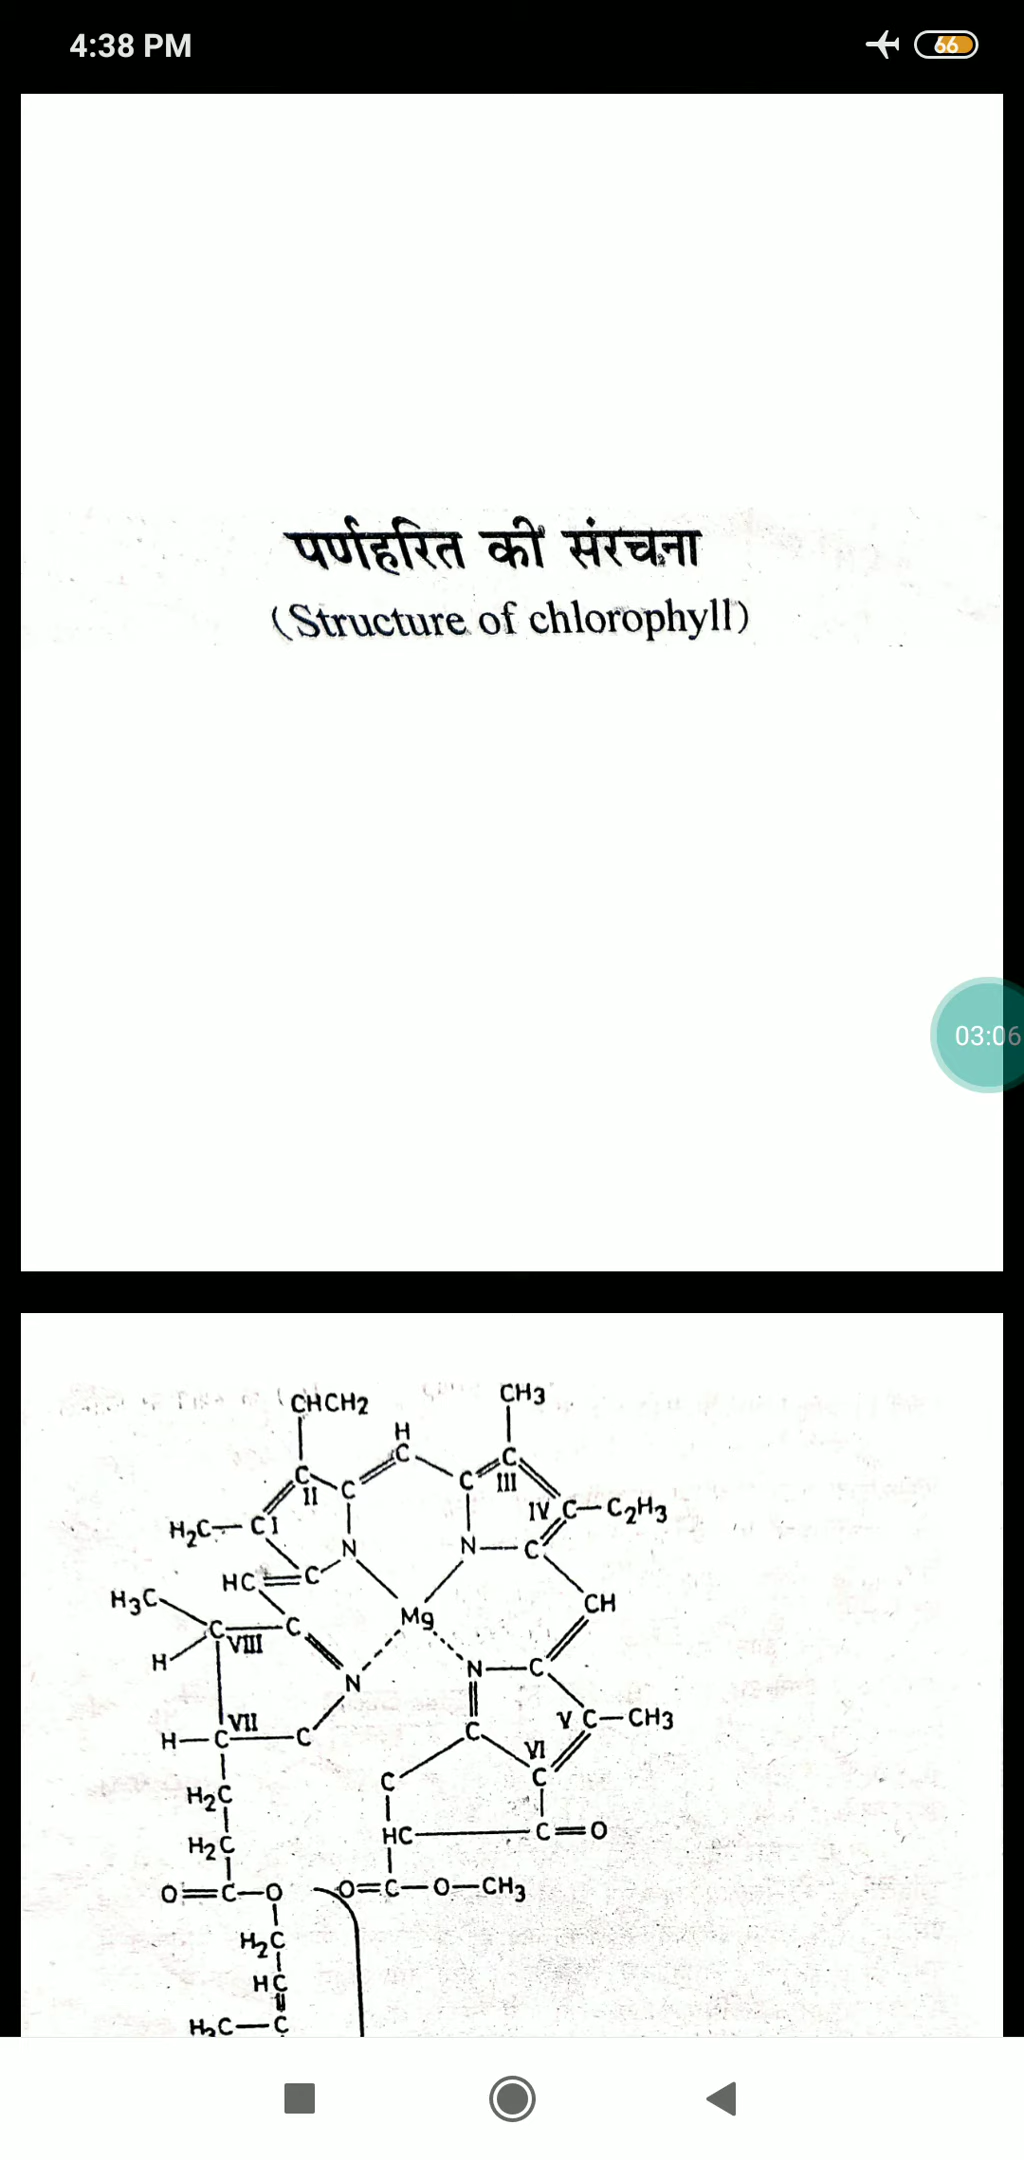 4:38 PM
66
पर्णहरित की संरचना
(Structure of chlorophyll)
03:06
CHCH2
CH3
H
C
C
C
C
C
II
III
IV C—C2H3
H2C—C I
N
N—C
HC=C
CH
H3C
Mg
C
C
VIII
H
N
N—C
VII
H—C—C
C
V C—CH3
VI
C
C
H2C
HC—C=O
H2C
O=C—O
O=C—O—CH3
H2C
HC
H3C—C